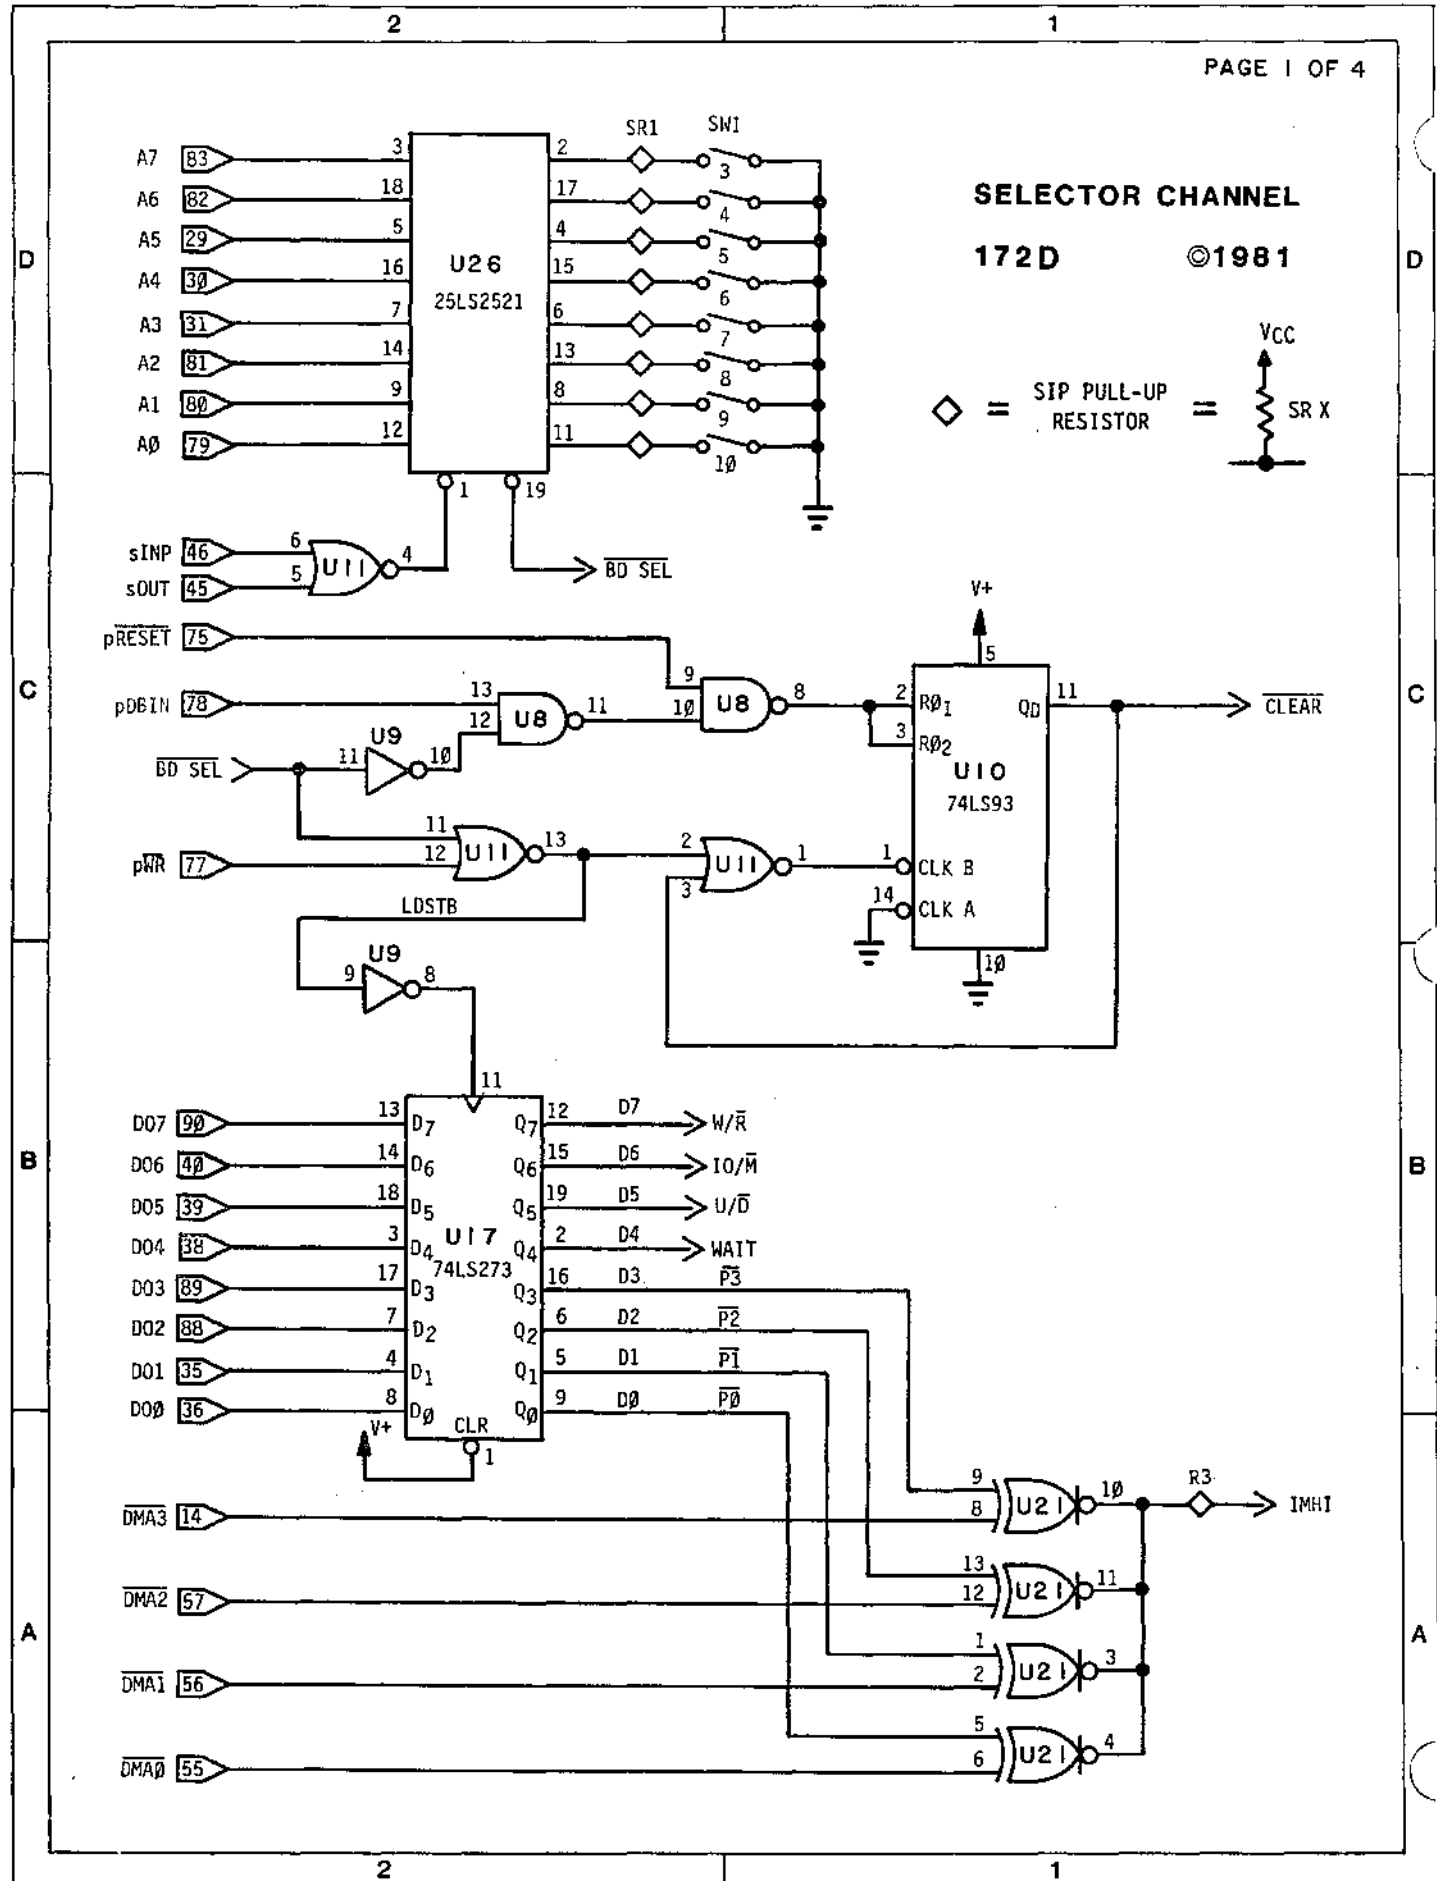 2 1
PAGE 1 OF 4
SR1 SW1
A7 83 3 2 3
A6 82 18 17 4
SELECTOR CHANNEL
A5 29 5 4 5
D U26 D
172D ©1981
A4 30 16 15 6
25LS2521
A3 31 7 6 7
VCC
A2 81 14 13 8
A1 80 9 8 9
= SIP PULL-UP RESISTOR = SR X
A0 79 12 11 10
1 19
sINP 46 6 4
U11 BD SEL
sOUT 45 5
V+
pRESET 75 5
C C
pDBIN 78 13 11 9 8 2 R01 QD 11 CLEAR
12 U8 10 U8 3 R02
U9
BD SEL 11 10 U10
74LS93
11 13 2 1 1 CLK B
pWR 77 12 U11 3 U11
LDSTB 14 CLK A
U9 10
9 8
11
DO7 90 13 D7 Q7 12 D7 W/R
DO6 40 14 D6 Q6 15 D6 IO/M
B B
DO5 39 18 D5 Q5 19 D5 U/D
U17
DO4 38 3 D4 Q4 2 D4 WAIT
74LS273
DO3 89 17 D3 Q3 16 D3 P3
DO2 88 7 D2 Q2 6 D2 P2
DO1 35 4 D1 Q1 5 D1 P1
DO0 36 8 D0 Q0 9 D0 P0
V+ CLR
1
9 10 R3
U21 IMHI
DMA3 14 8
13 11
U21
DMA2 57 12
A A
1 3
U21
DMA1 56 2
5 4
U21
DMA0 55 6
2 1